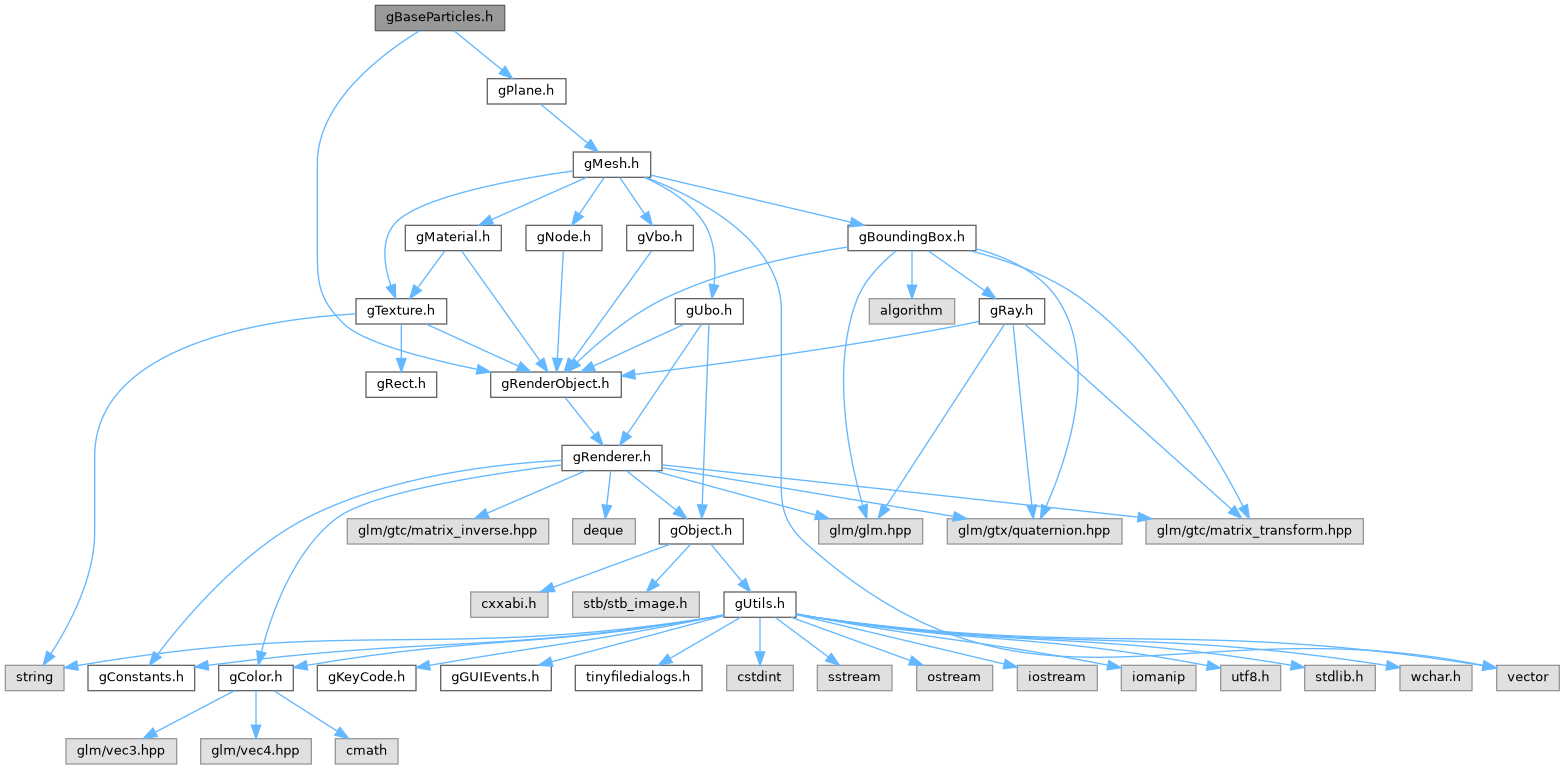 gBaseParticles.h
gPlane.h
gMesh.h
gMaterial.h
gNode.h
gVbo.h
gBoundingBox.h
gTexture.h
gUbo.h
algorithm
gRay.h
gRect.h
gRenderObject.h
gRenderer.h
glm/gtc/matrix_inverse.hpp
deque
gObject.h
glm/glm.hpp
glm/gtx/quaternion.hpp
glm/gtc/matrix_transform.hpp
cxxabi.h
stb/stb_image.h
gUtils.h
string
gConstants.h
gColor.h
gKeyCode.h
gGUIEvents.h
tinyfiledialogs.h
cstdint
sstream
ostream
iostream
iomanip
utf8.h
stdlib.h
wchar.h
vector
glm/vec3.hpp
glm/vec4.hpp
cmath